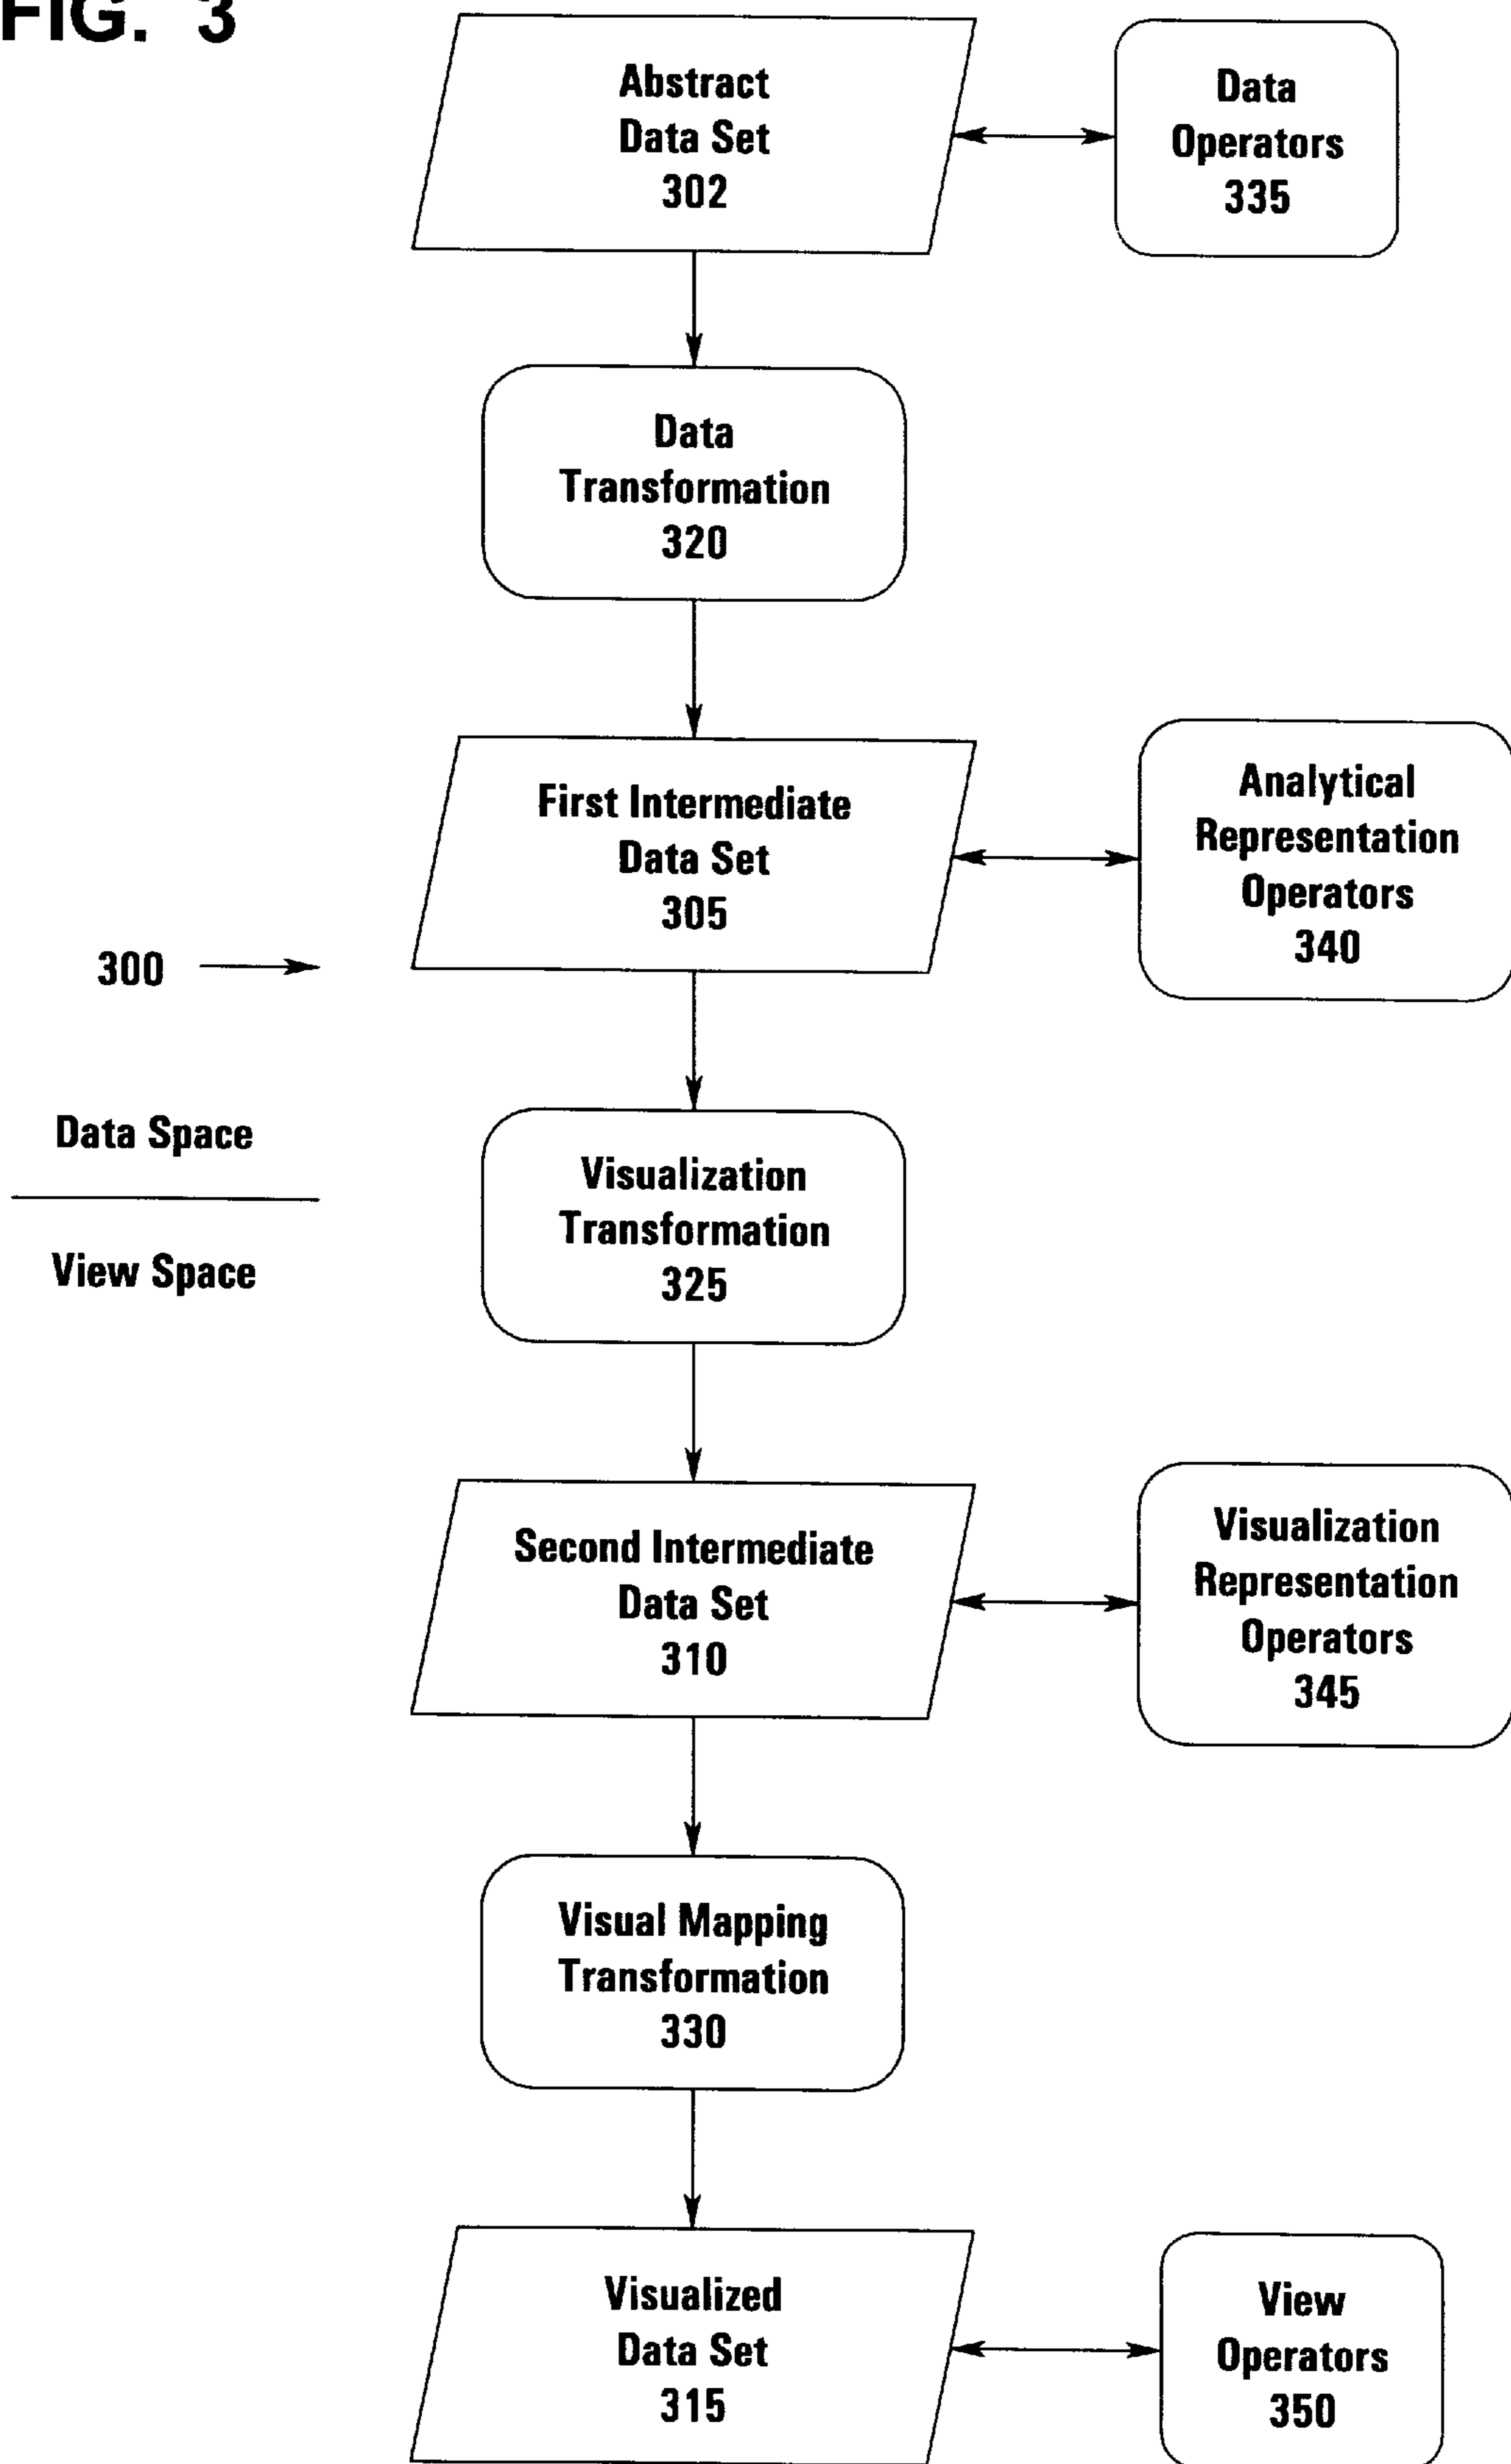 FIG. 3
Abstract
Data Set
302
Data
Operators
335
Data
Transformation
320
First Intermediate
Data Set
305
Analytical
Representation
Operators
340
300
Data Space
View Space
Visualization
Transformation
325
Second Intermediate
Data Set
310
Visualization
Representation
Operators
345
Visual Mapping
Transformation
330
Visualized
Data Set
315
View
Operators
350